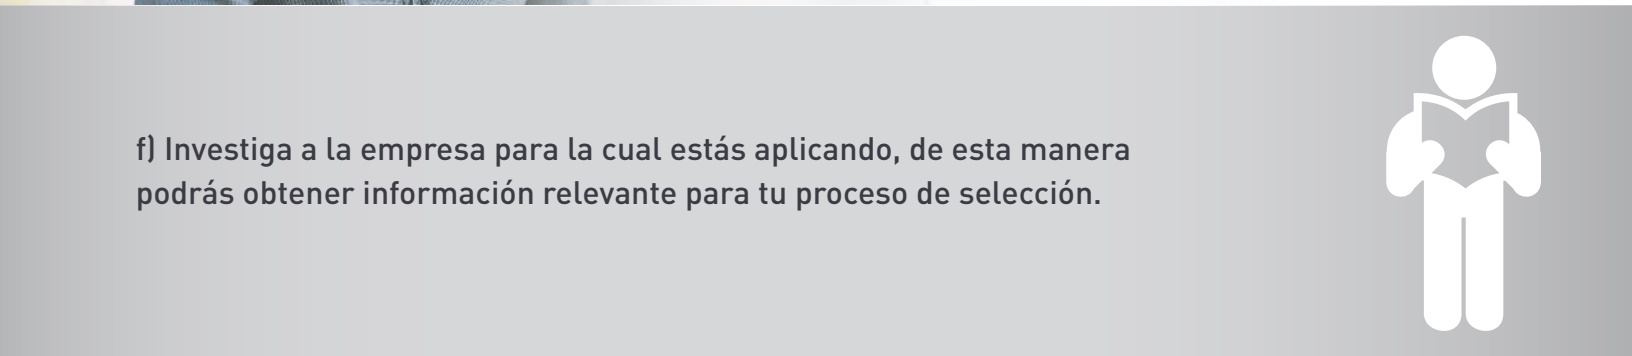 f) Investiga a la empresa para la cual estás aplicando, de esta manera
podrás obtener información relevante para tu proceso de selección.